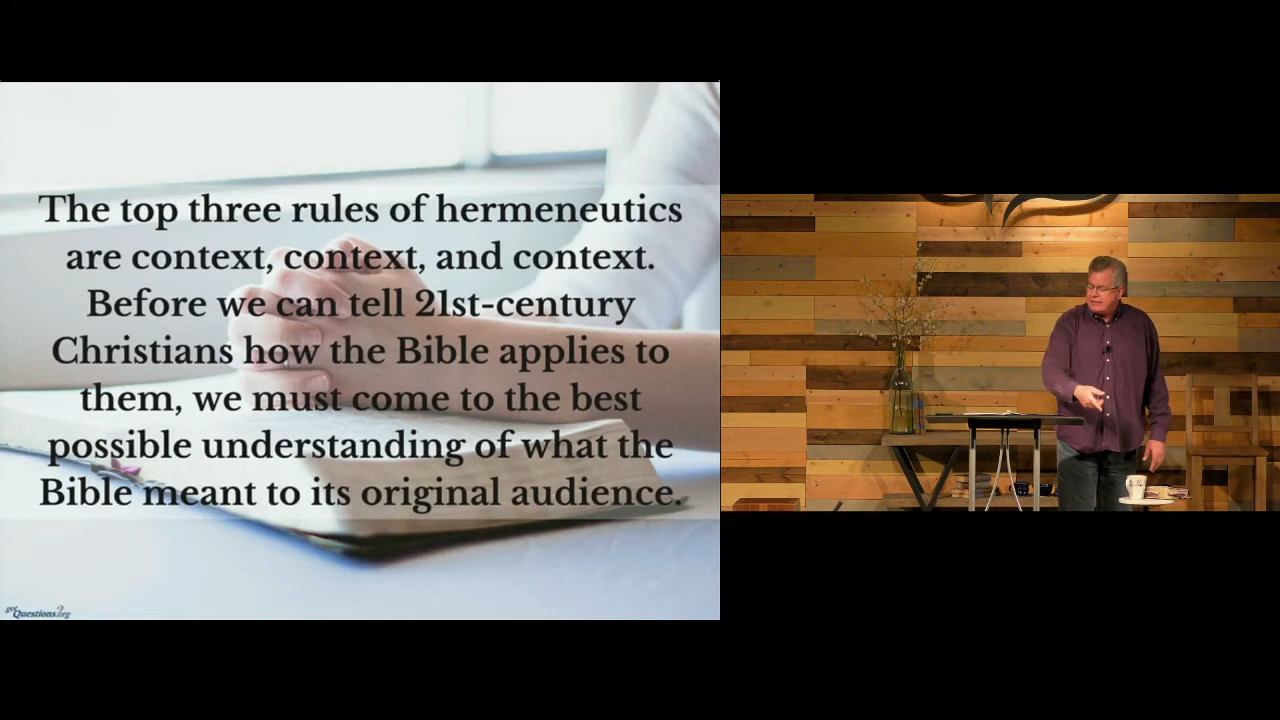 The top three rules of hermeneutics
are context, context, and context.
Before we can tell 21st-century
Christians how the Bible applies to
them, we must come to the best
possible understanding of what the
Bible meant to its original audience.
gotQuestions?.org